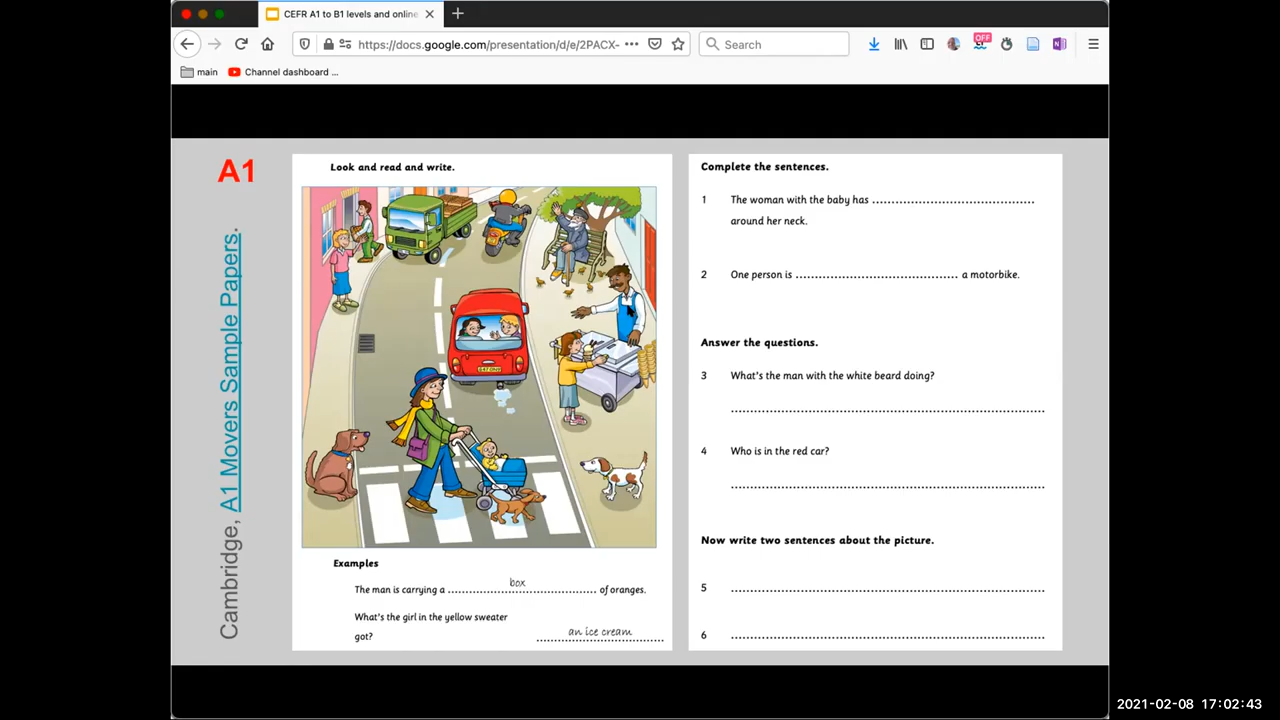 CEFR A1 to B1 levels and online
https://docs.google.com/presentation/d/e/2PACX-
Search
OFF
main
Channel dashboard ...
A1
Cambridge, A1 Movers Sample Papers.
Look and read and write.
Examples
The man is carrying a box of oranges.
What's the girl in the yellow sweater
got? an ice cream
Complete the sentences.
1 The woman with the baby has
around her neck.
2 One person is a motorbike.
Answer the questions.
3 What's the man with the white beard doing?
4 Who is in the red car?
Now write two sentences about the picture.
5
6
2021-02-08 17:02:43